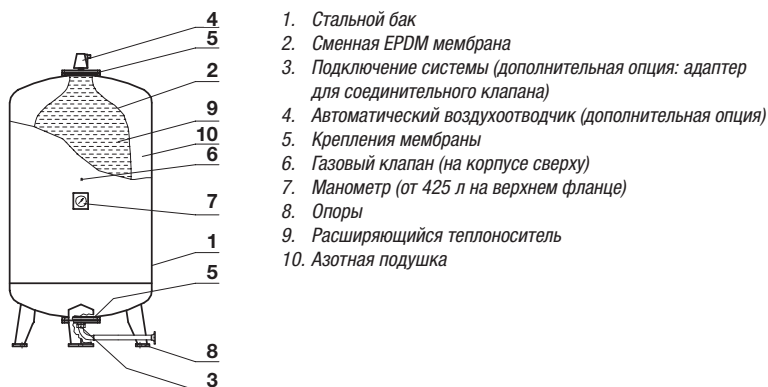 4
5
2
9
10
6
7
1
5
8
3
1. Стальной бак
2. Сменная EPDM мембрана
3. Подключение системы (дополнительная опция: адаптер
для соединительного клапана)
4. Автоматический воздухоотводчик (дополнительная опция)
5. Крепления мембраны
6. Газовый клапан (на корпусе сверху)
7. Манометр (от 425 л на верхнем фланце)
8. Опоры
9. Расширяющийся теплоноситель
10. Азотная подушка